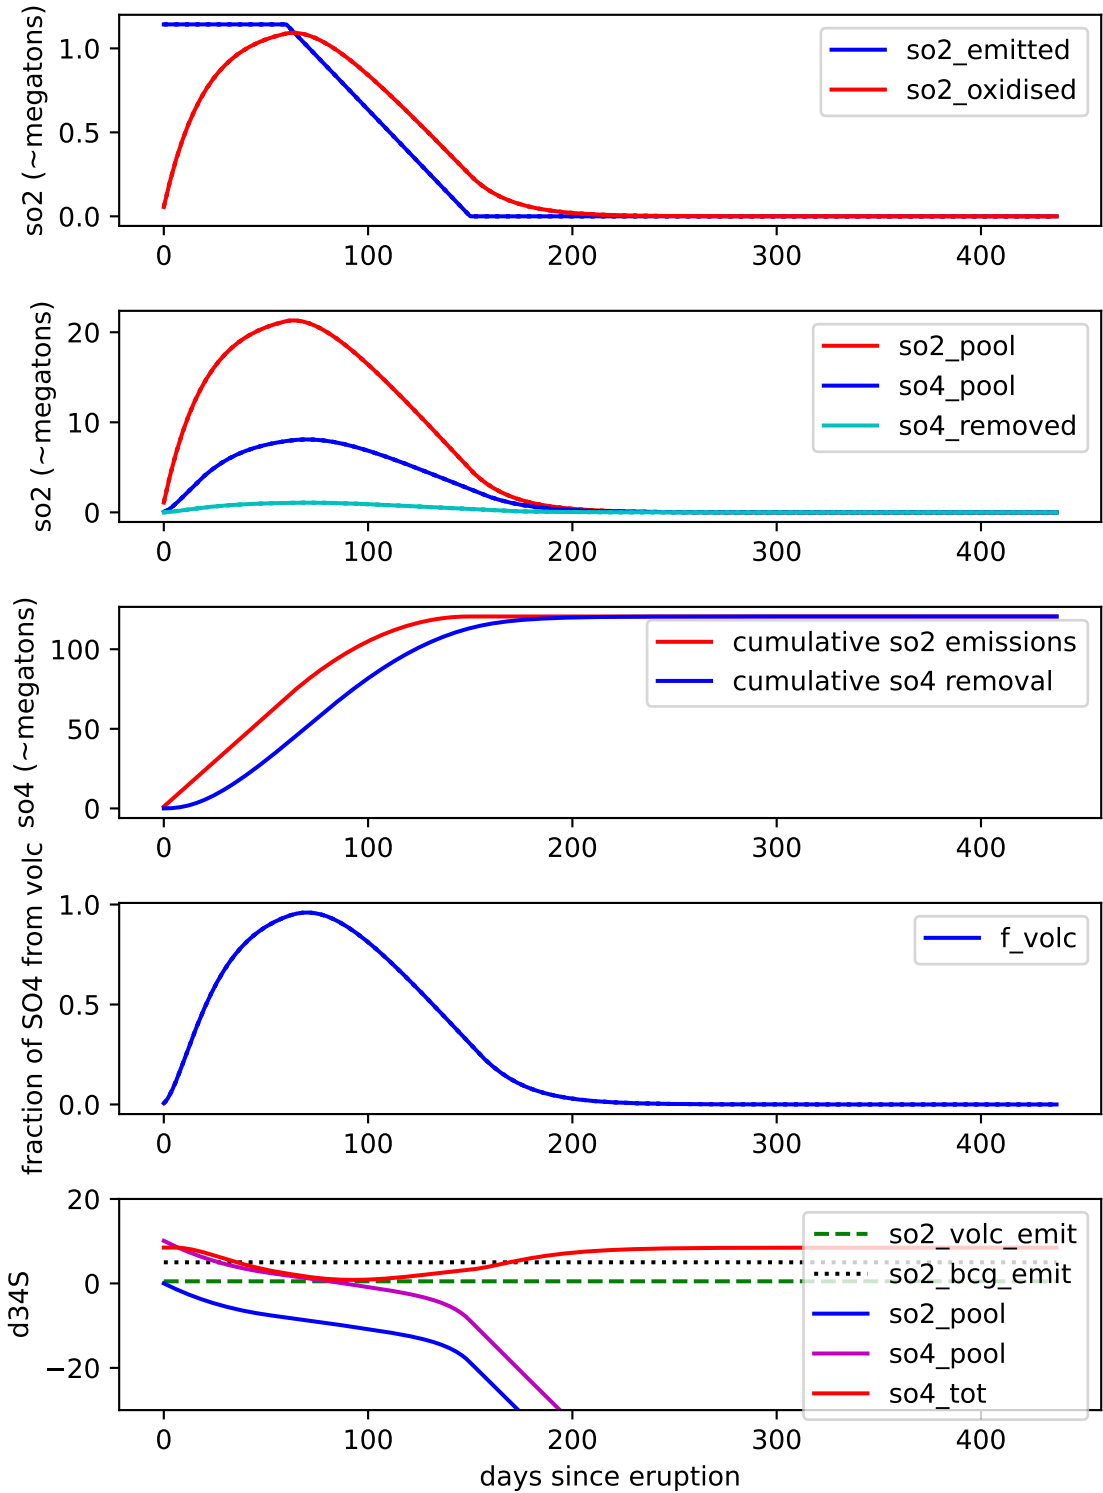 so2 (~megatons)
1.0
0.5
0.0
so2_emitted
so2_oxidised
0 100 200 300 400
so2 (~megatons)
20
10
0
so2_pool
so4_pool
so4_removed
0 100 200 300 400
so4 (~megatons)
100
50
0
cumulative so2 emissions
cumulative so4 removal
0 100 200 300 400
fraction of SO4 from volc
1.0
0.5
0.0
f_volc
0 100 200 300 400
d34S
20
0
−20
so2_volc_emit
so2_bcg_emit
so2_pool
so4_pool
so4_tot
0 100 200 300 400
days since eruption